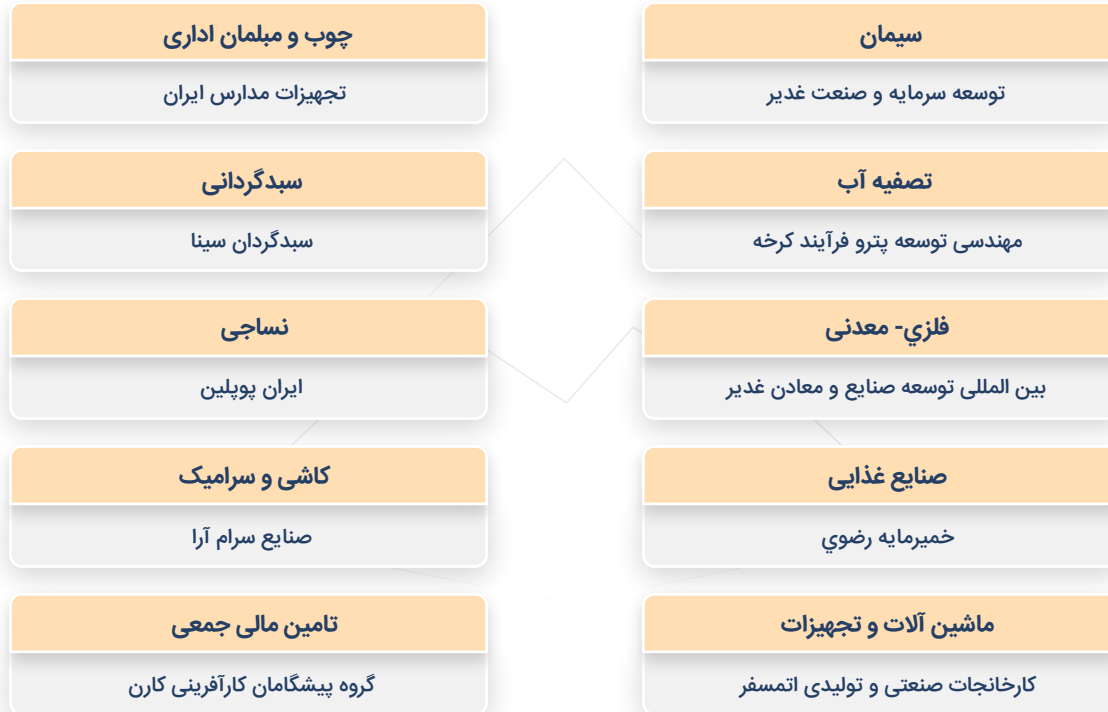 سیمان
توسعه سرمایه و صنعت غدیر
تصفیه آب
مهندسی توسعه پترو فرآیند کرخه
فلزي- معدنی
بین المللی توسعه صنایع و معادن غدیر
صنایع غذایی
خمیرمایه رضوي
ماشین آلات و تجهیزات
کارخانجات صنعتی و تولیدی اتمسفر
چوب و مبلمان اداری
تجهیزات مدارس ایران
سبدگردانی
سبدگردان سینا
نساجی
ایران پوپلین
کاشی و سرامیک
صنایع سرام آرا
تامین مالی جمعی
گروه پیشگامان کارآفرینی کارن